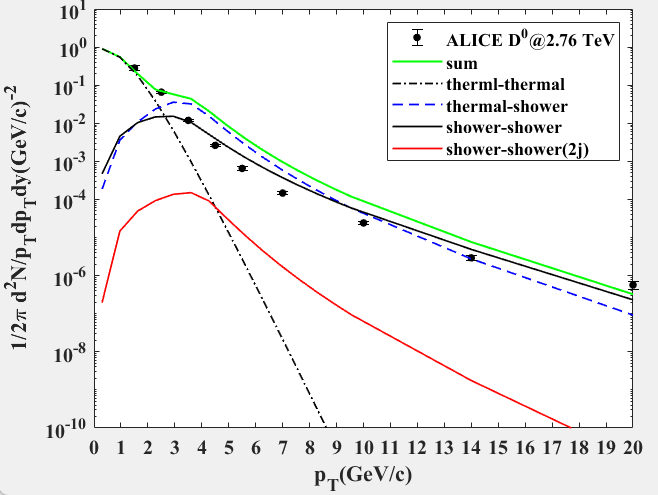 10^1
10^0
10^-1
10^-2
10^-3
10^-4
10^-6
10^-8
10^-10
1/2π d^2N/p_Tdp_Tdy(GeV/c)^-2
ALICE D^0@2.76 TeV
sum
therml-thermal
thermal-shower
shower-shower
shower-shower(2j)
0 1 2 3 4 5 6 7 8 9 10 11 12 13 14 15 16 17 18 19 20
p_T(GeV/c)